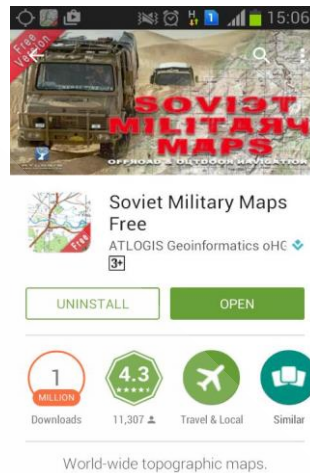 15:06
Free
Version
SOVIET
MILITARY
MAPS
OFFROAD & OUTDOOR NAVIGATION
Soviet Military Maps
Free
ATLOGIS Geoinformatics oHG
3+
Free
UNINSTALL
OPEN
1
MILLION
Downloads
4.3
11,307
Travel & Local
Similar
World-wide topographic maps.